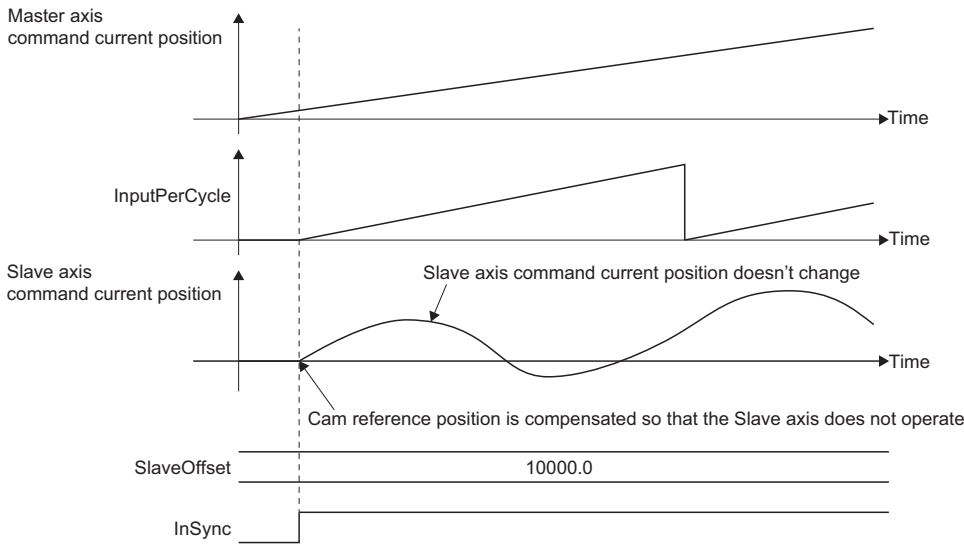 Master axis
command current position
Time
InputPerCycle
Time
Slave axis
command current position
Slave axis command current position doesn't change
Time
Cam reference position is compensated so that the Slave axis does not operate
SlaveOffset
10000.0
InSync